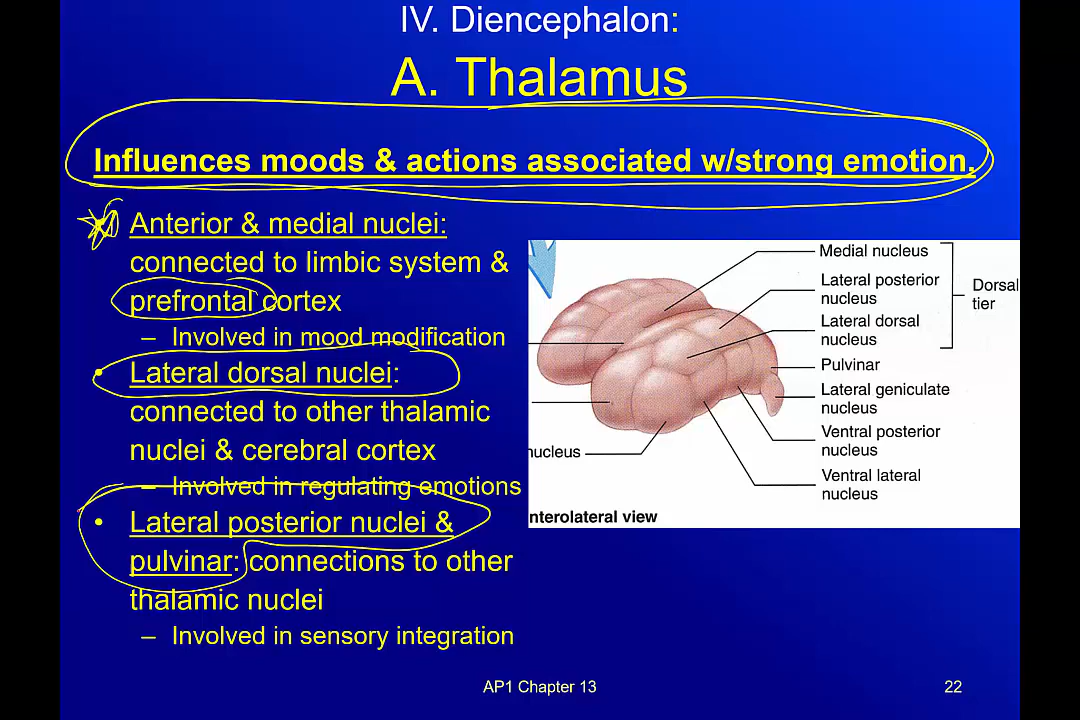 IV. Diencephalon:
A. Thalamus
Influences moods & actions associated w/strong emotion.
Anterior & medial nuclei:
connected to limbic system &
prefrontal cortex
– Involved in mood modification
• Lateral dorsal nuclei:
connected to other thalamic
nuclei & cerebral cortex
– Involved in regulating emotions
• Lateral posterior nuclei &
pulvinar: connections to other
thalamic nuclei
– Involved in sensory integration
Medial nucleus
Lateral posterior
nucleus
Lateral dorsal
nucleus
Dorsal
tier
Pulvinar
Lateral geniculate
nucleus
Ventral posterior
nucleus
Ventral lateral
nucleus
nucleus
nterolateral view
AP1 Chapter 13
22